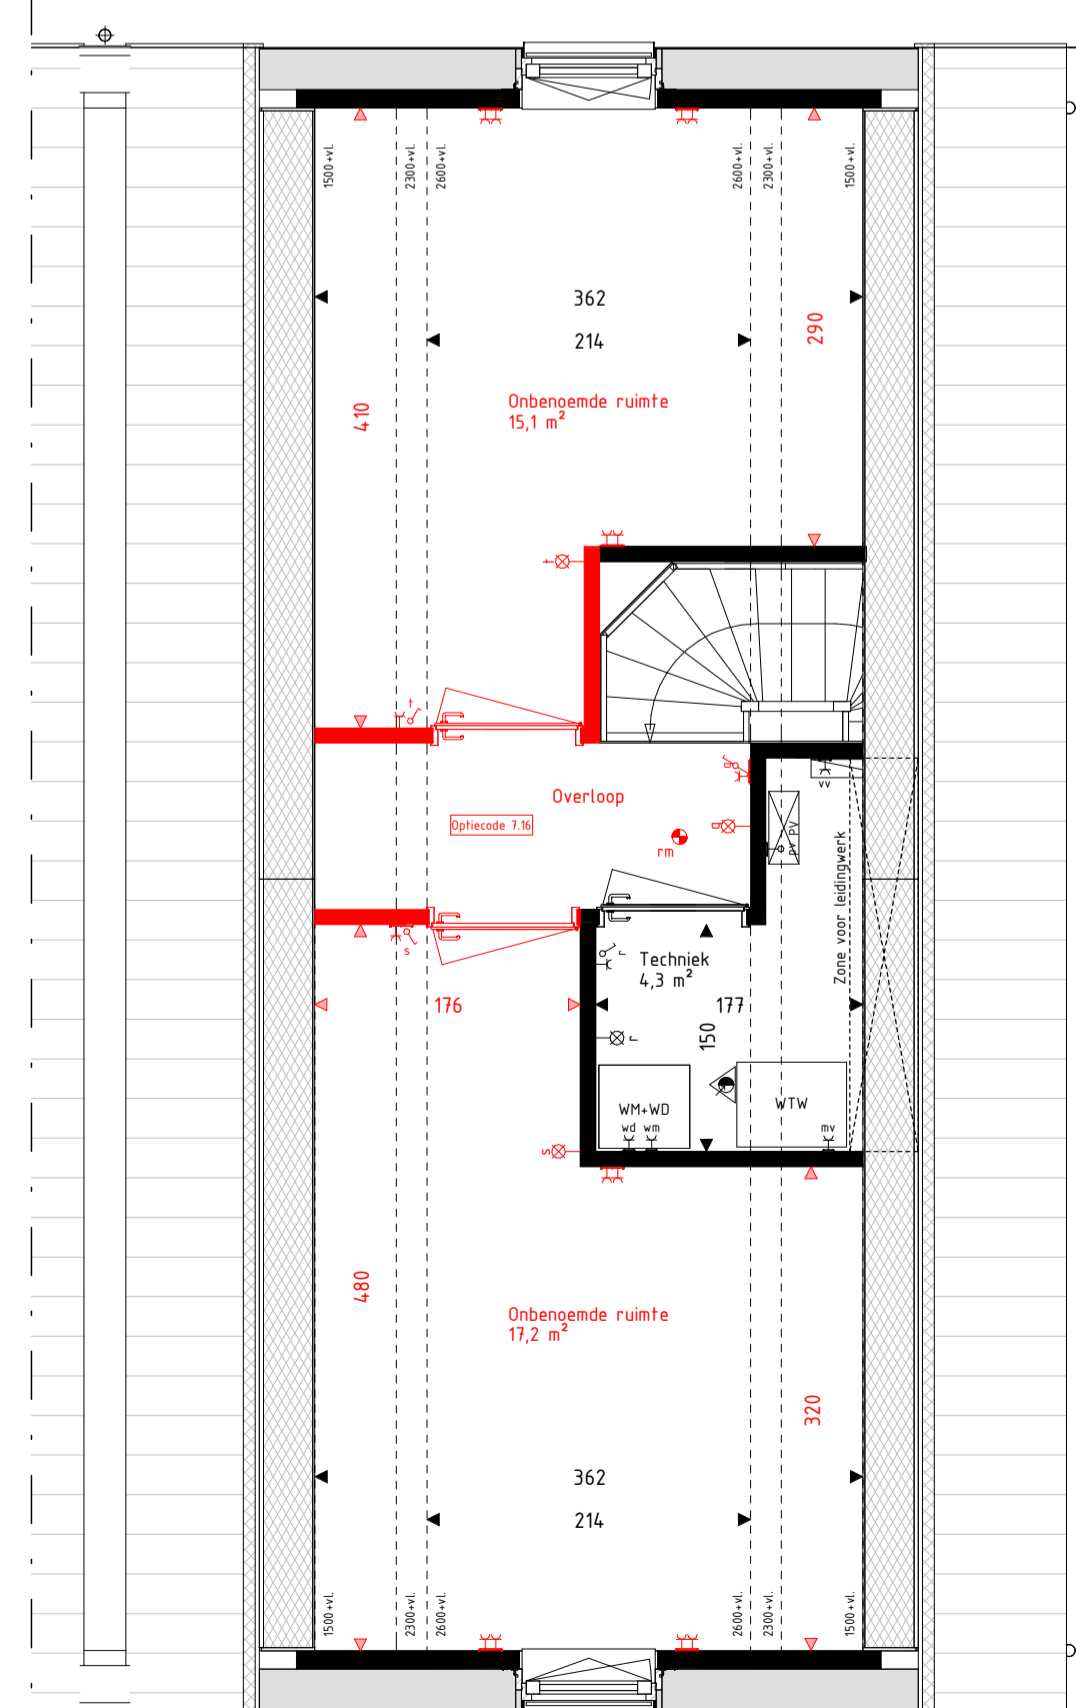 1500+vl.
2300+vl.
2600+vl.
2600+vl.
2300+vl.
1500+vl.
362
214
290
410
Onbenoemde ruimte
15,1 m²
t
t
Overloop
Optiecode 7.16
rm
q
q
vv
pv PV
Zone voor leidingwerk
s
r
Techniek
4,3 m²
176
177
150
r
WM+WD
wd wm
WTW
mv
s
480
Onbenoemde ruimte
17,2 m²
320
362
214
1500+vl.
2300+vl.
2600+vl.
2600+vl.
2300+vl.
1500+vl.